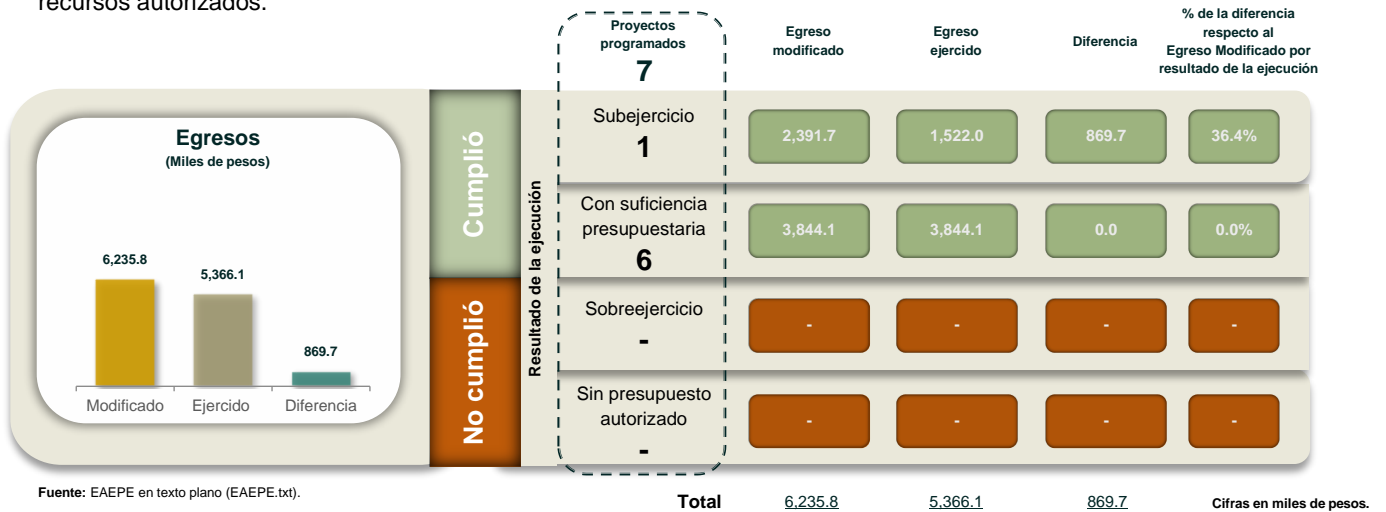 recursos autorizados.
Proyectos
programados
7
Egreso
modificado
Egreso
ejercido
Diferencia
% de la diferencia
respecto al
Egreso Modificado por
resultado de la ejecución
Egresos
(Miles de pesos)
6,235.8
5,366.1
869.7
Modificado
Ejercido
Diferencia
Cumplió
No cumplió
Resultado de la ejecución
Subejercicio
1
2,391.7
1,522.0
869.7
36.4%
Con suficiencia
presupuestaria
6
3,844.1
3,844.1
0.0
0.0%
Sobreejercicio
-
-
-
-
-
Sin presupuesto
autorizado
-
-
-
-
-
Fuente: EAEPE en texto plano (EAEPE.txt).
Total
6,235.8
5,366.1
869.7
Cifras en miles de pesos.